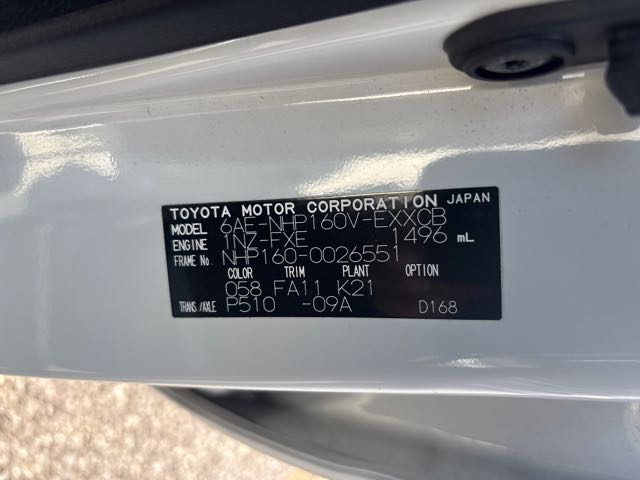 TOYOTA MOTOR CORPORATION JAPAN
MODEL 6AE-NHP160V-EXXCB
ENGINE 1NZ-FXE 1496 mL
FRAME No. NHP160-0026551
COLOR TRIM PLANT OPTION
058 FA11 K21
TRANS./AXLE P510 -09A D168